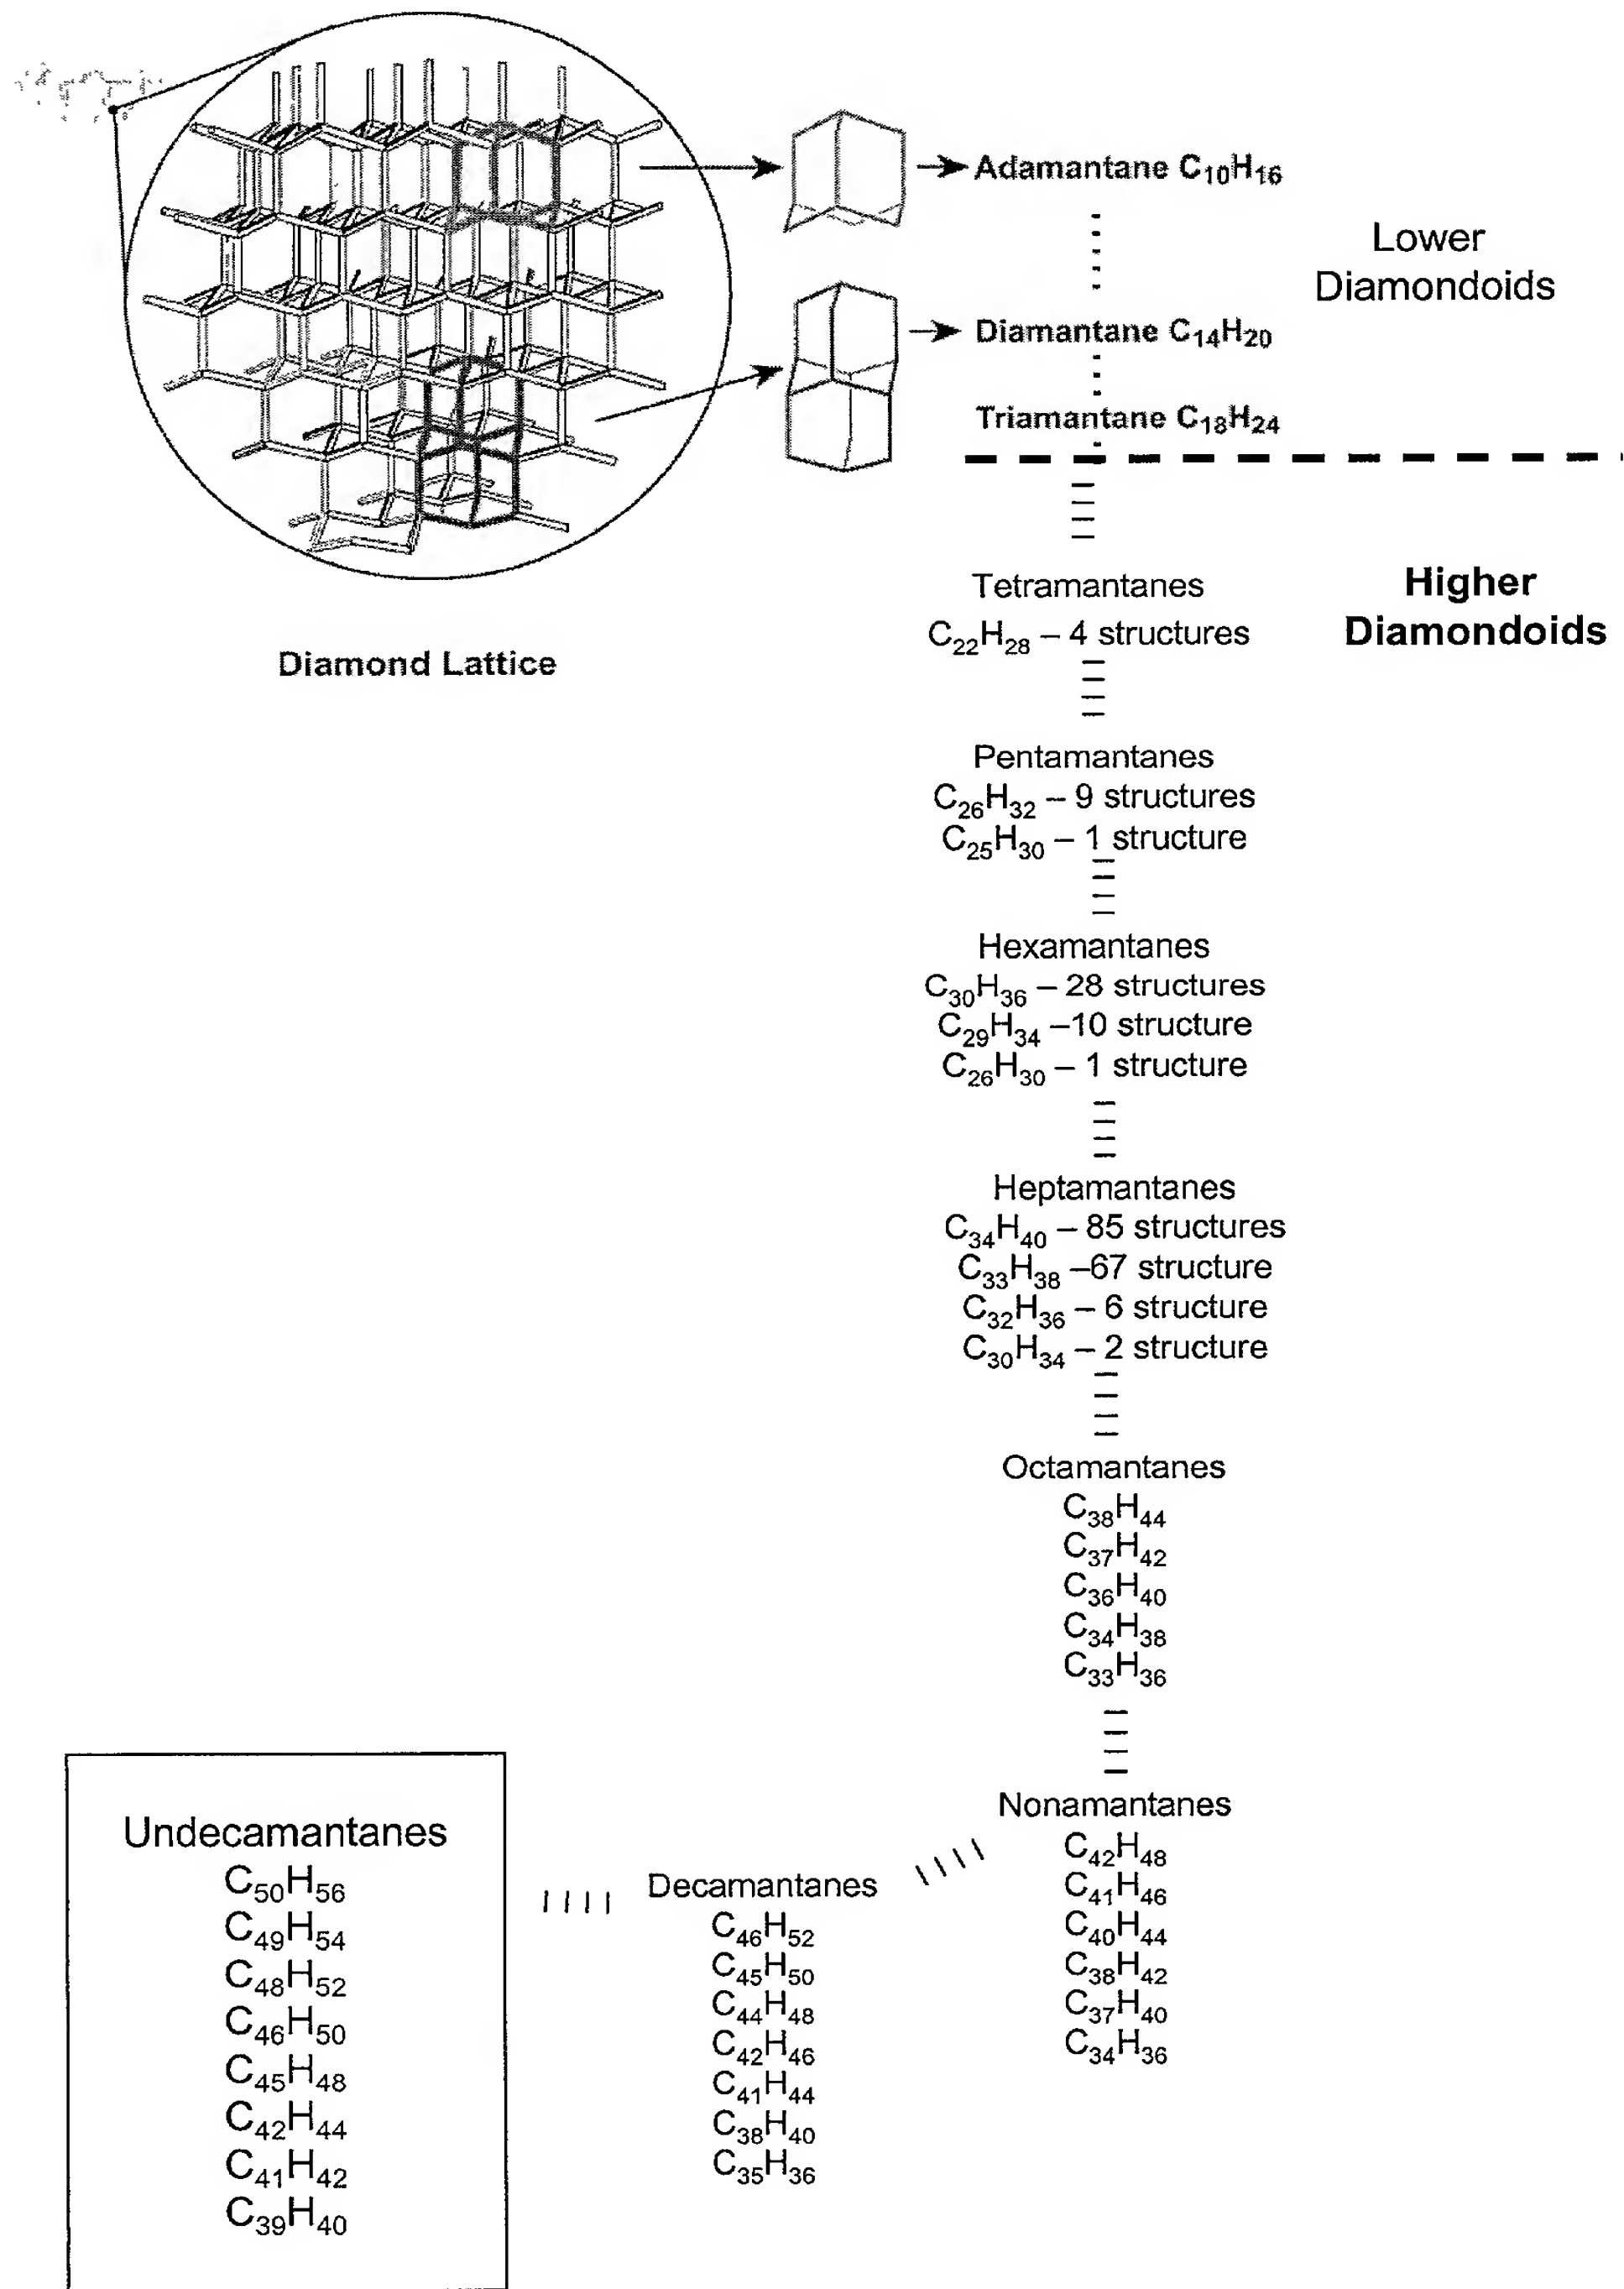 Adamantane C₁₀H₁₆
Lower
Diamondoids
Diamantane C₁₄H₂₀
Triamantane C₁₈H₂₄
Tetramantanes
C₂₂H₂₈ – 4 structures
Higher
Diamondoids
Diamond Lattice
Pentamantanes
C₂₆H₃₂ – 9 structures
C₂₅H₃₀ – 1 structure
Hexamantanes
C₃₀H₃₆ – 28 structures
C₂₉H₃₄ –10 structure
C₂₆H₃₀ – 1 structure
Heptamantanes
C₃₄H₄₀ – 85 structures
C₃₃H₃₈ –67 structure
C₃₂H₃₆ – 6 structure
C₃₀H₃₄ – 2 structure
Octamantanes
C₃₈H₄₄
C₃₇H₄₂
C₃₆H₄₀
C₃₄H₃₈
C₃₃H₃₆
Nonamantanes
C₄₂H₄₈
C₄₁H₄₆
C₄₀H₄₄
C₃₈H₄₂
C₃₇H₄₀
C₃₄H₃₆
Decamantanes
C₄₆H₅₂
C₄₅H₅₀
C₄₄H₄₈
C₄₂H₄₆
C₄₁H₄₄
C₃₈H₄₀
C₃₅H₃₆
Undecamantanes
C₅₀H₅₆
C₄₉H₅₄
C₄₈H₅₂
C₄₆H₅₀
C₄₅H₄₈
C₄₂H₄₄
C₄₁H₄₂
C₃₉H₄₀